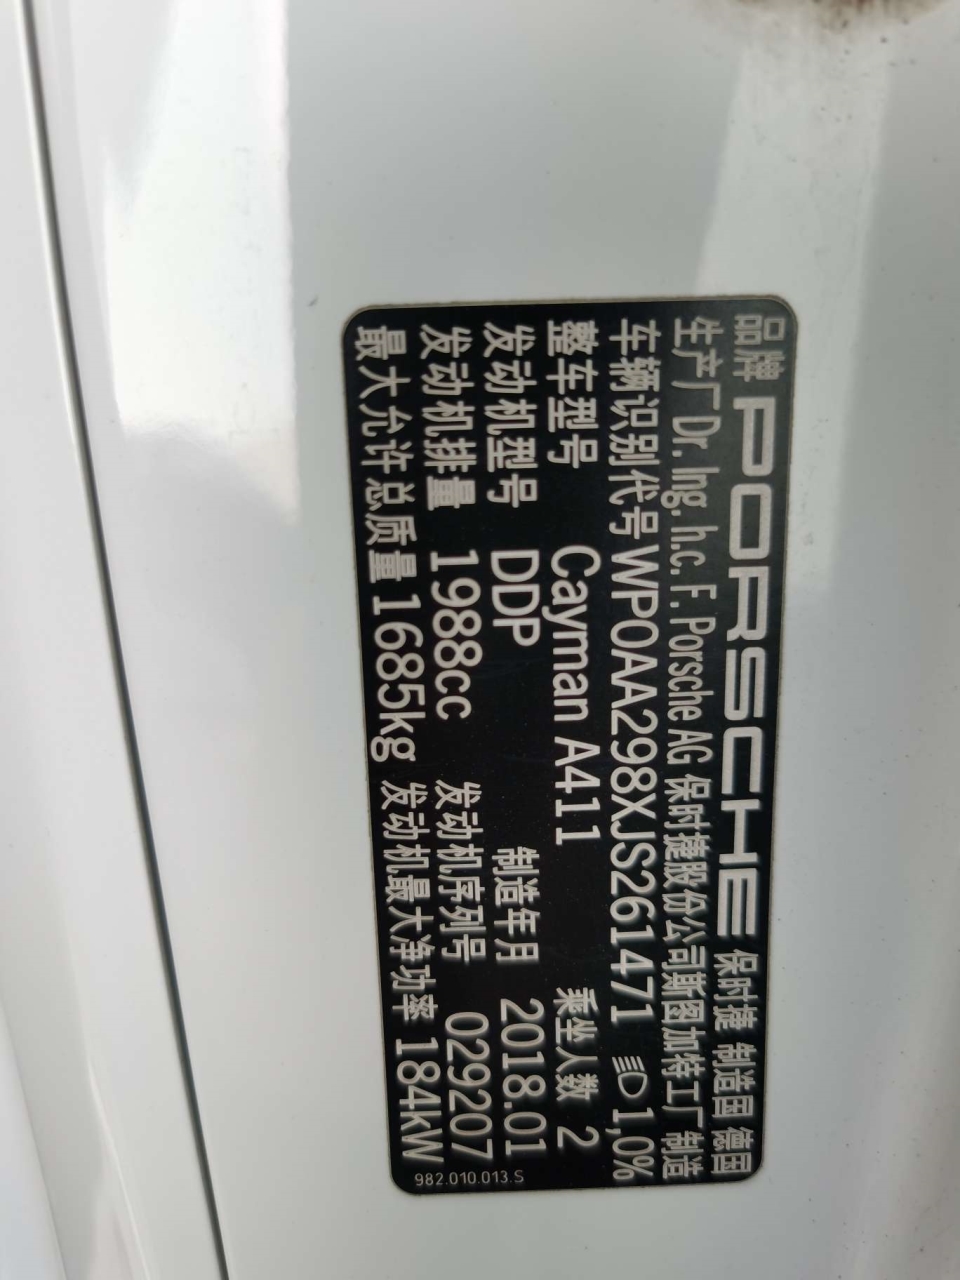 品牌 PORSCHE 保时捷 制造国 德国
生产厂 Dr. Ing. h.c. F. Porsche AG 保时捷股份公司斯图加特工厂 制造
车辆识别代号 WP0AA298XJS261471 1,0%
整车型号 Cayman A411 乘坐人数 2
发动机型号 DDP 制造年月 2018.01
发动机排量 1988cc 发动机序列号 029207
最大允许总质量 1685kg 发动机最大净功率 184kW
982.010.013.S